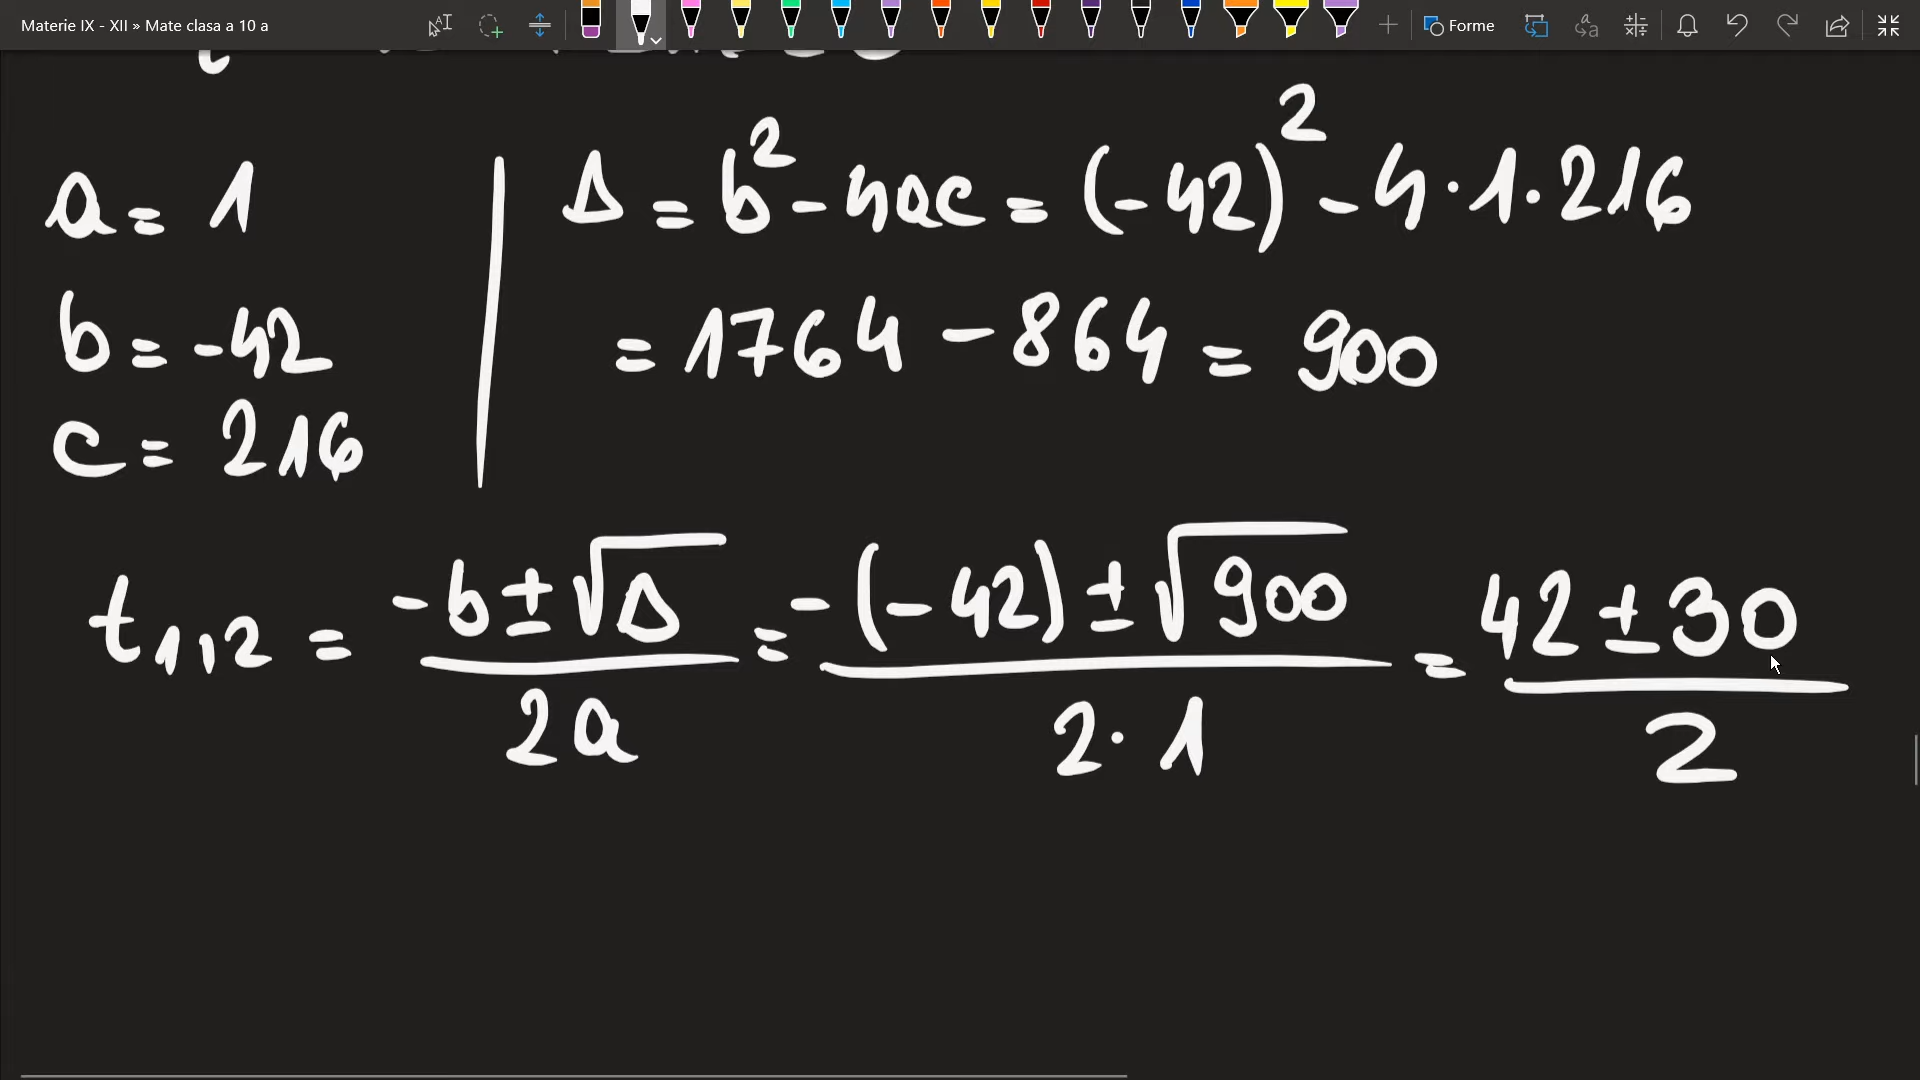 Materie IX - XII » Mate clasa a 10 a
Forme
a = 1
b = -42
c = 216
Δ = b² - 4ac = (-42)² - 4·1·216
= 1764 - 864 = 900
t₁,₂ = (-b ± √Δ) / 2a = (-(-42) ± √900) / 2·1 = (42 ± 30) / 2